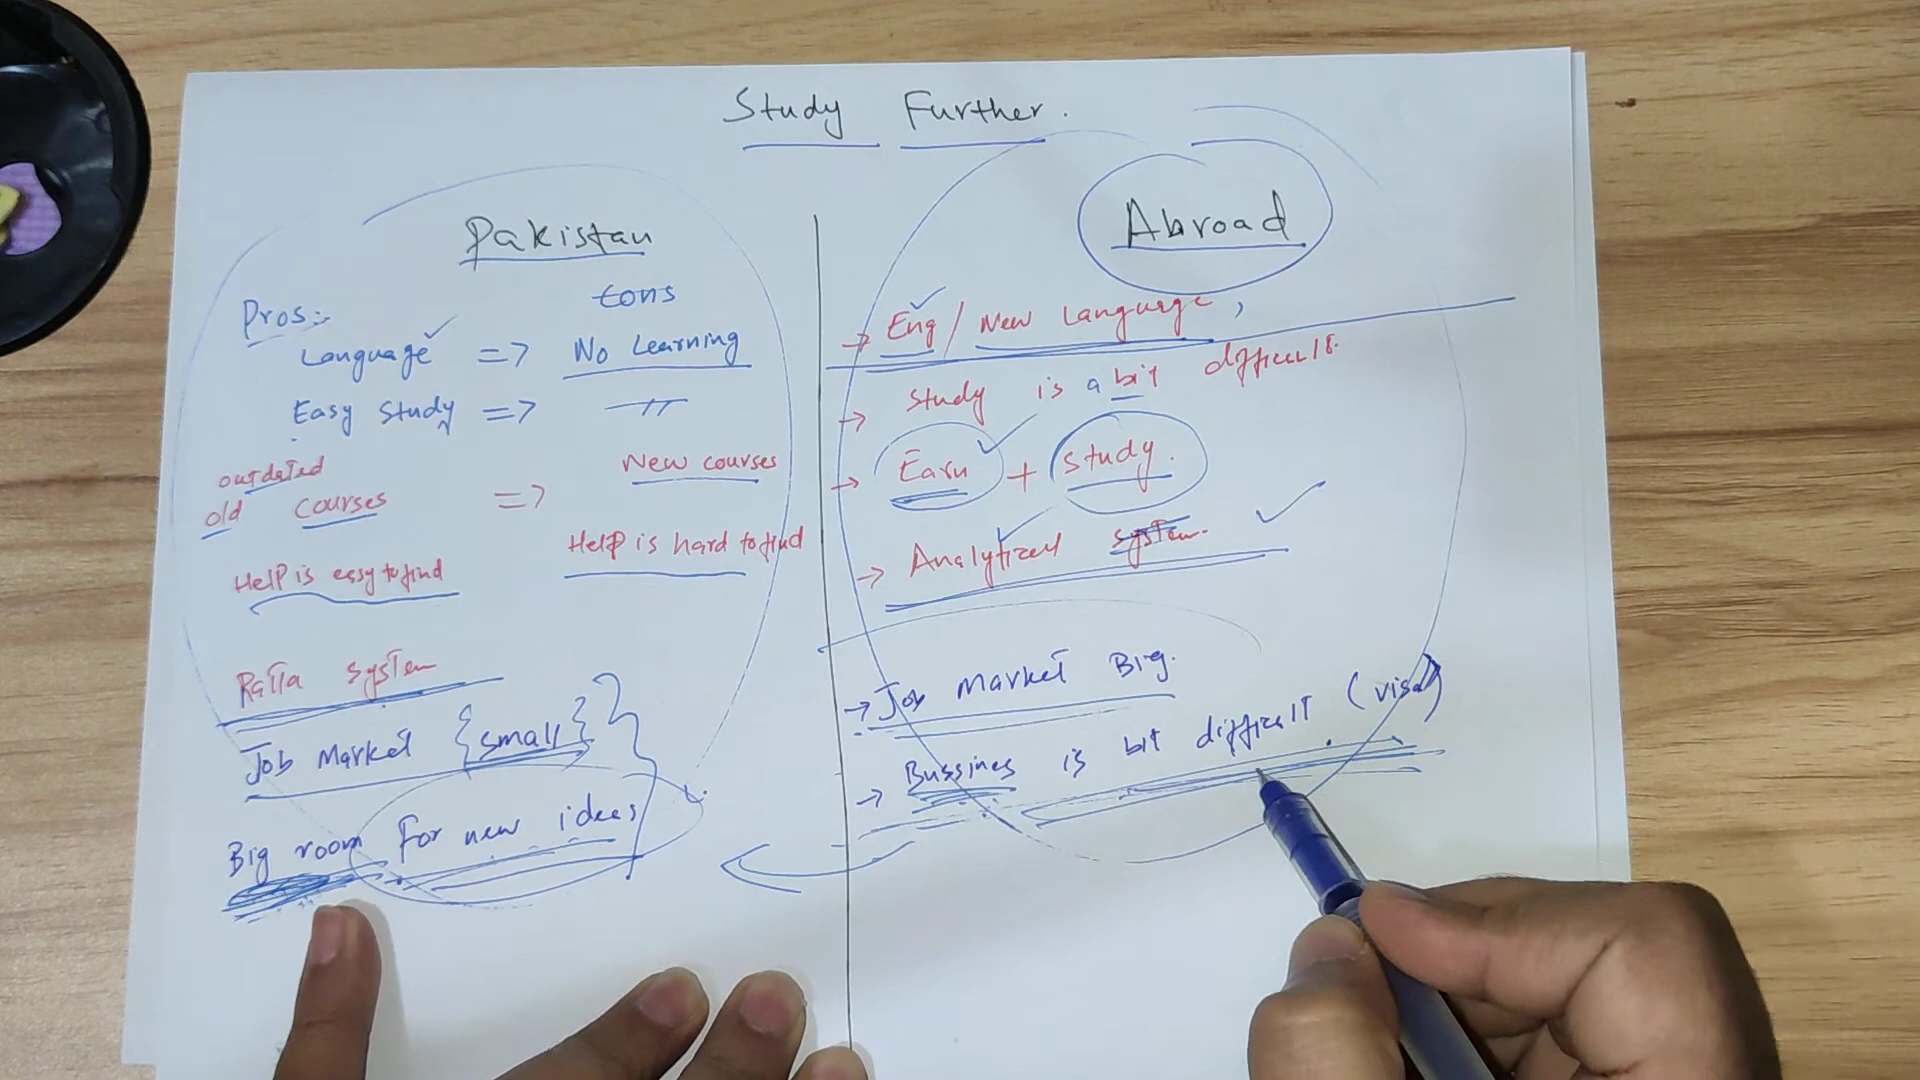 Study Further.
Pakistan
Pros:-
Cons
Language => No Learning
Easy Study => -"-
outdated
old Courses => New courses
Help is easy to find Help is hard to find
Ratta system
Job Market {small}
Big room For new idees
Abroad
-> Eng / New Language,
-> Study is a bit difficult.
-> Earn + Study.
-> Analytical system.
-> Job Market Big.
-> Bussines is bit difficult (visa)